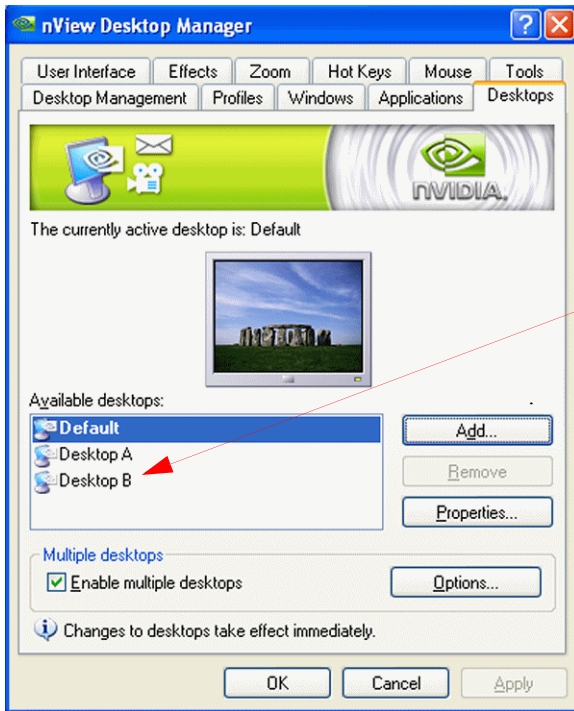 nView Desktop Manager
User Interface Effects Zoom Hot Keys Mouse Tools
Desktop Management Profiles Windows Applications Desktops
nVIDIA.
The currently active desktop is: Default
Available desktops:
Default
Desktop A
Desktop B
Add...
Remove
Properties...
Multiple desktops
Enable multiple desktops
Options...
Changes to desktops take effect immediately.
OK Cancel Apply